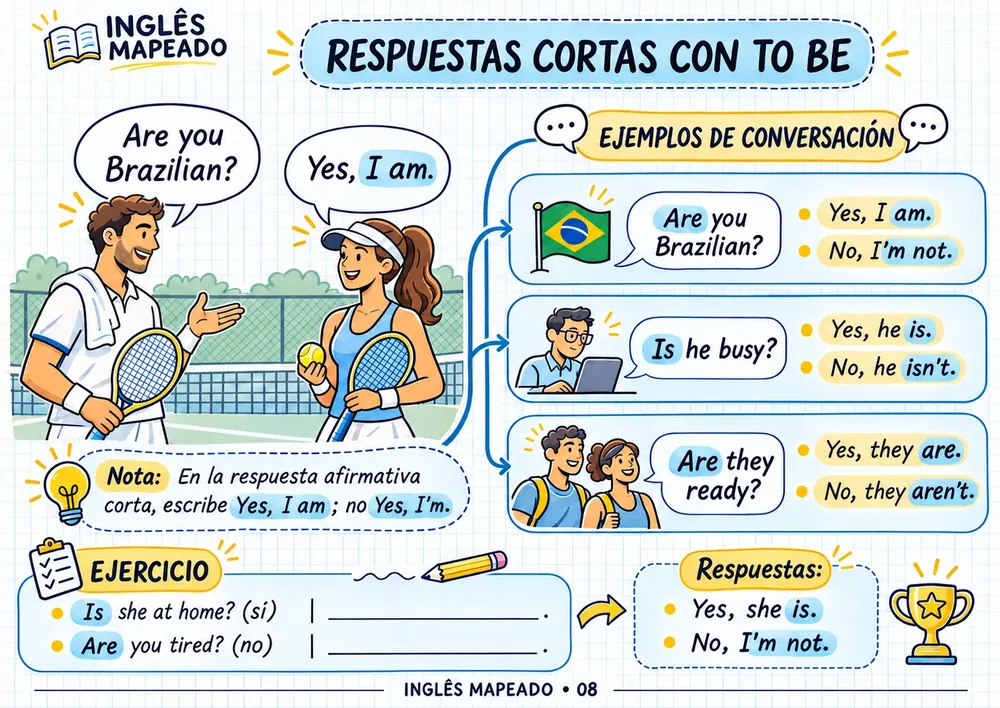 INGLÊS
MAPEADO
RESPUESTAS CORTAS CON TO BE
Are you
Brazilian?
Yes, I am.
EJEMPLOS DE CONVERSACIÓN
Are you
Brazilian?
Yes, I am.
No, I'm not.
Is he busy?
Yes, he is.
No, he isn't.
Are they
ready?
Yes, they are.
No, they aren't.
Nota: En la respuesta afirmativa
corta, escribe Yes, I am; no Yes, I'm.
EJERCICIO
Is she at home? (sí) | ____________.
Are you tired? (no) | ____________.
Respuestas:
Yes, she is.
No, I'm not.
INGLÊS MAPEADO • 08